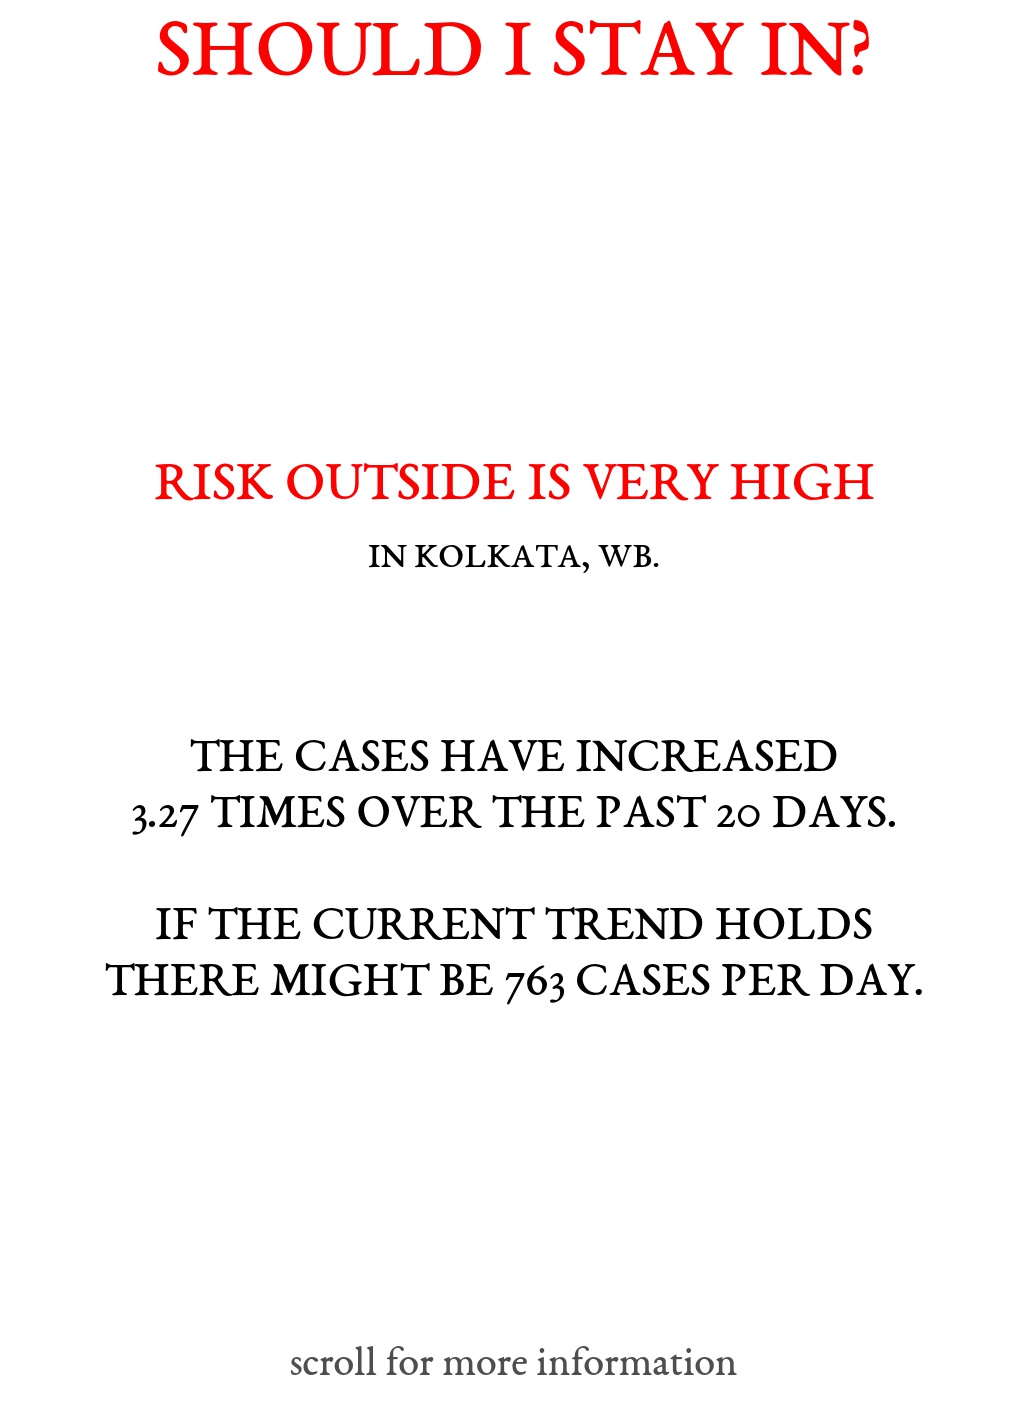 SHOULD I STAY IN?
RISK OUTSIDE IS VERY HIGH
IN KOLKATA, WB.
THE CASES HAVE INCREASED
3.27 TIMES OVER THE PAST 20 DAYS.
IF THE CURRENT TREND HOLDS
THERE MIGHT BE 763 CASES PER DAY.
scroll for more information